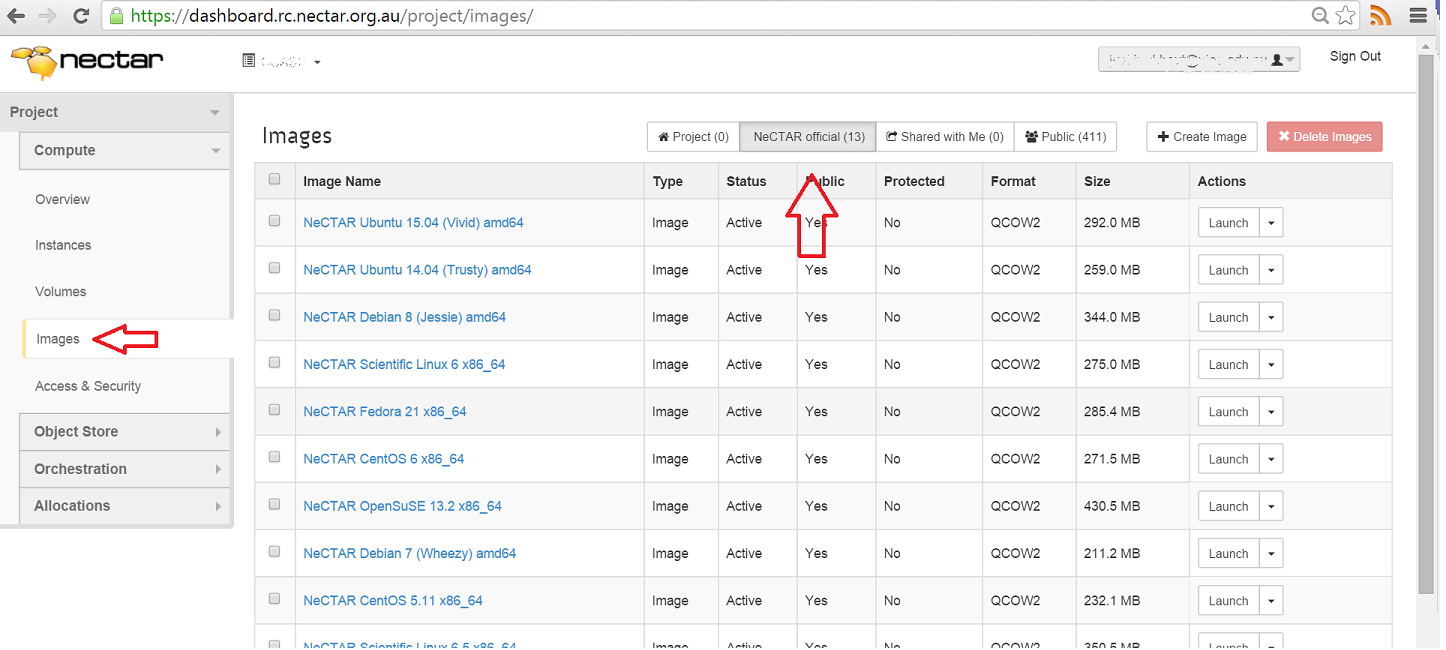 https://dashboard.rc.nectar.org.au/project/images/
nectar
Sign Out
Project
Compute
Overview
Instances
Volumes
Images
Access & Security
Object Store
Orchestration
Allocations
Images
Project (0) NeCTAR official (13) Shared with Me (0) Public (411) Create Image Delete Images
Image Name Type Status Public Protected Format Size Actions
NeCTAR Ubuntu 15.04 (Vivid) amd64 Image Active Yes No QCOW2 292.0 MB Launch
NeCTAR Ubuntu 14.04 (Trusty) amd64 Image Active Yes No QCOW2 259.0 MB Launch
NeCTAR Debian 8 (Jessie) amd64 Image Active Yes No QCOW2 344.0 MB Launch
NeCTAR Scientific Linux 6 x86_64 Image Active Yes No QCOW2 275.0 MB Launch
NeCTAR Fedora 21 x86_64 Image Active Yes No QCOW2 285.4 MB Launch
NeCTAR CentOS 6 x86_64 Image Active Yes No QCOW2 271.5 MB Launch
NeCTAR OpenSuSE 13.2 x86_64 Image Active Yes No QCOW2 430.5 MB Launch
NeCTAR Debian 7 (Wheezy) amd64 Image Active Yes No QCOW2 211.2 MB Launch
NeCTAR CentOS 5.11 x86_64 Image Active Yes No QCOW2 232.1 MB Launch
NeCTAR Scientific Linux 6.5 x86_64 Image Active Yes No QCOW2 350.5 MB Launch